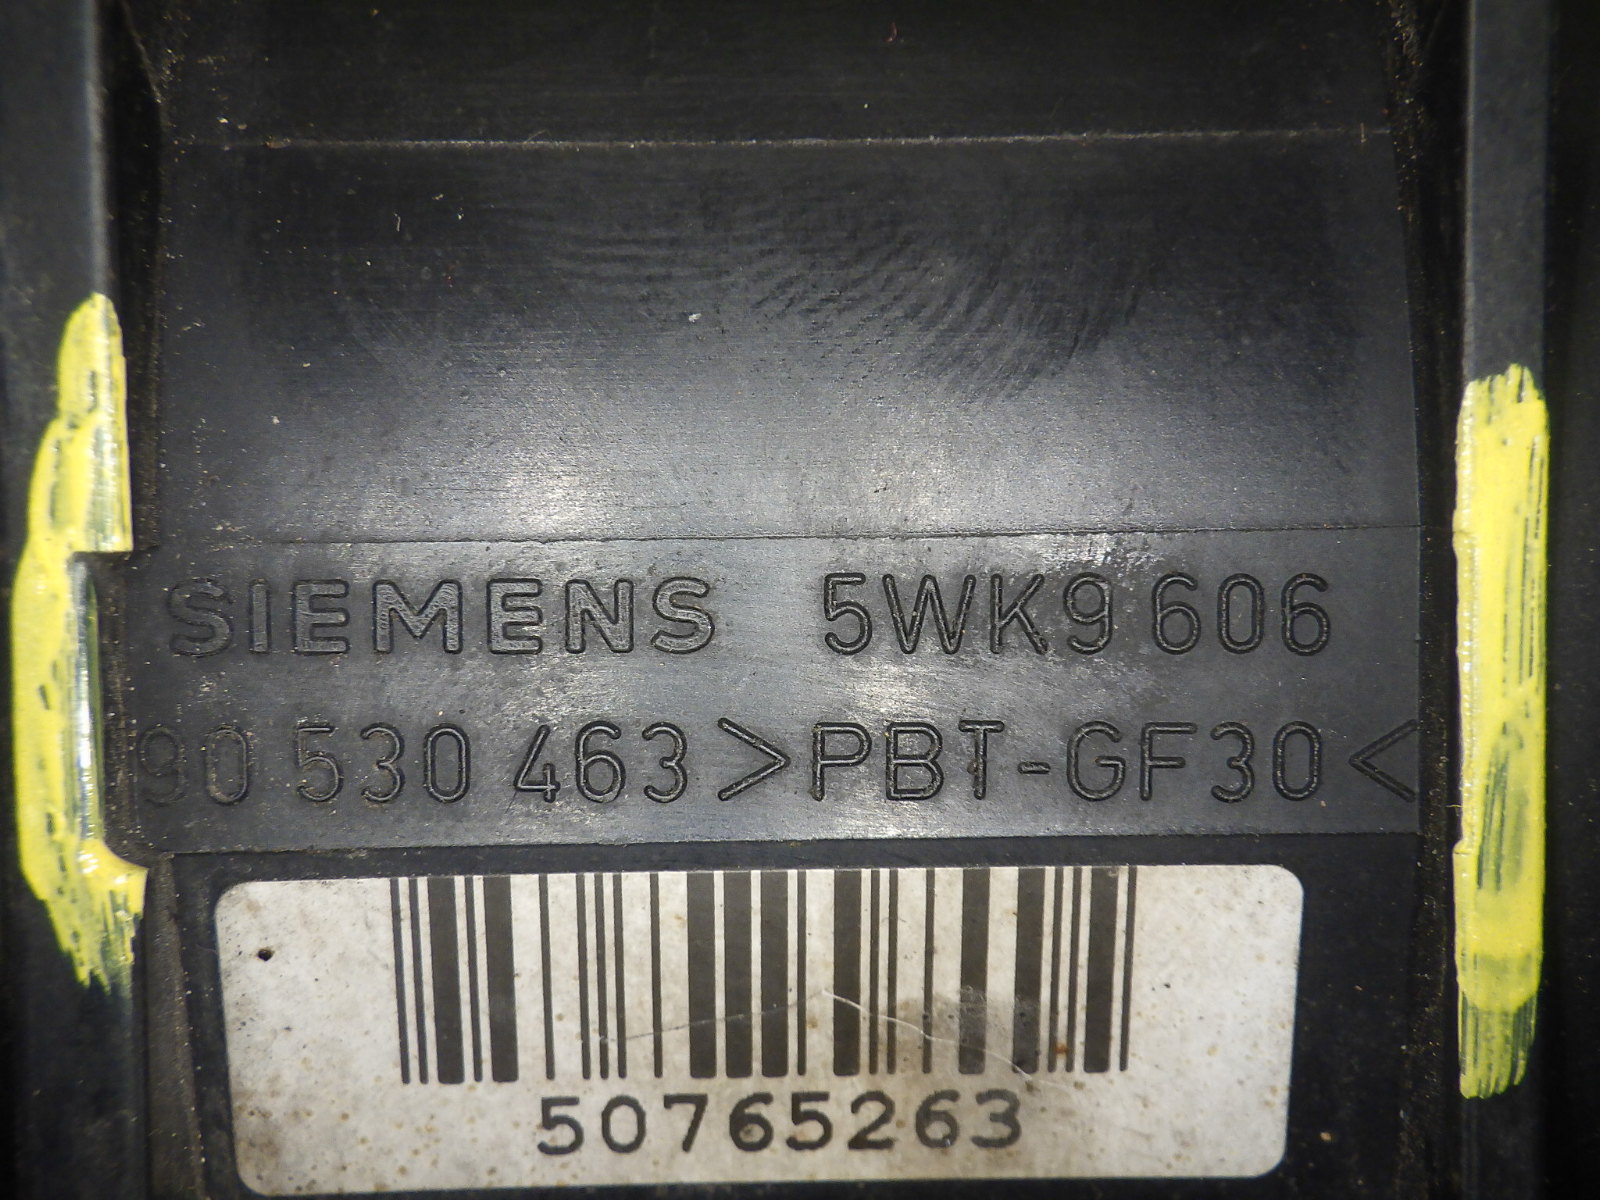 SIEMENS 5WK9 606
90 530 463 >PBT-GF30<
50765263